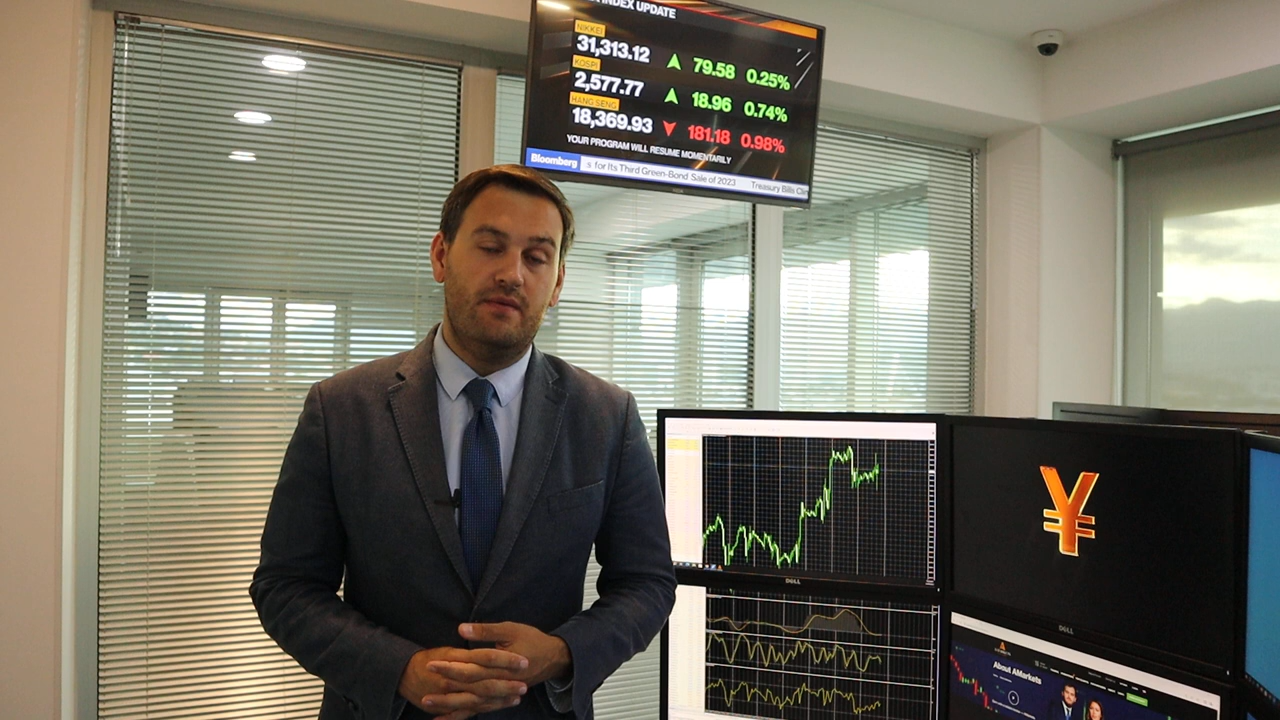 INDEX UPDATE
NIKKEI
31,313.12 79.58 0.25%
KOSPI
2,577.77 18.96 0.74%
HANG SENG
18,369.93 181.18 0.98%
YOUR PROGRAM WILL RESUME MOMENTARILY
Bloomberg s for Its Third Green-Bond Sale of 2023 Treasury Bills Cli
¥
DELL
DELL
About AMarkets